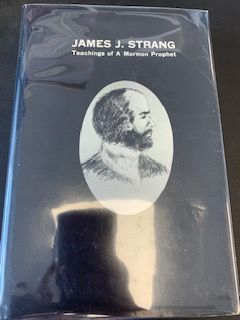 JAMES J. STRANG
Teachings of A Mormon Prophet